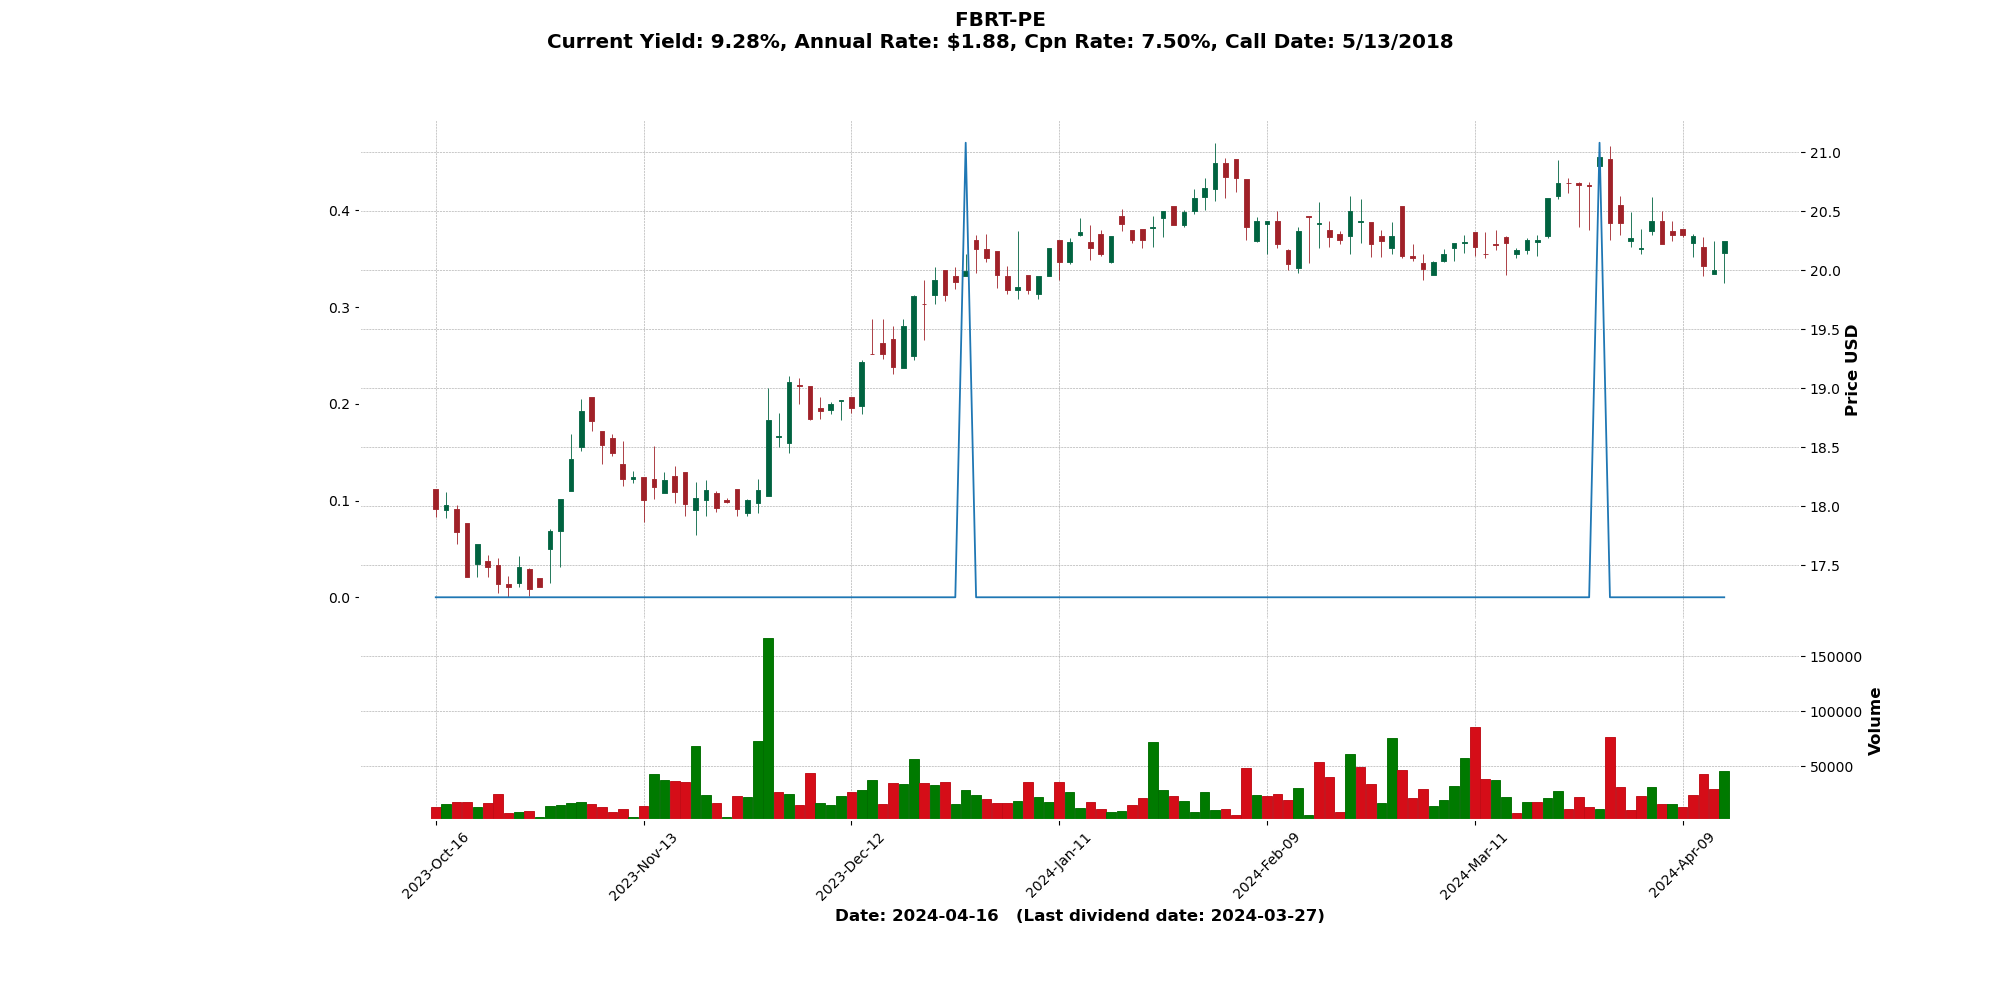 FBRT-PE
Current Yield: 9.28%, Annual Rate: $1.88, Cpn Rate: 7.50%, Call Date: 5/13/2018
0.4
0.3
0.2
0.1
0.0
21.0
20.5
20.0
19.5
19.0
18.5
18.0
17.5
Price USD
150000
100000
50000
Volume
2023-Oct-16
2023-Nov-13
2023-Dec-12
2024-Jan-11
2024-Feb-09
2024-Mar-11
2024-Apr-09
Date: 2024-04-16 (Last dividend date: 2024-03-27)